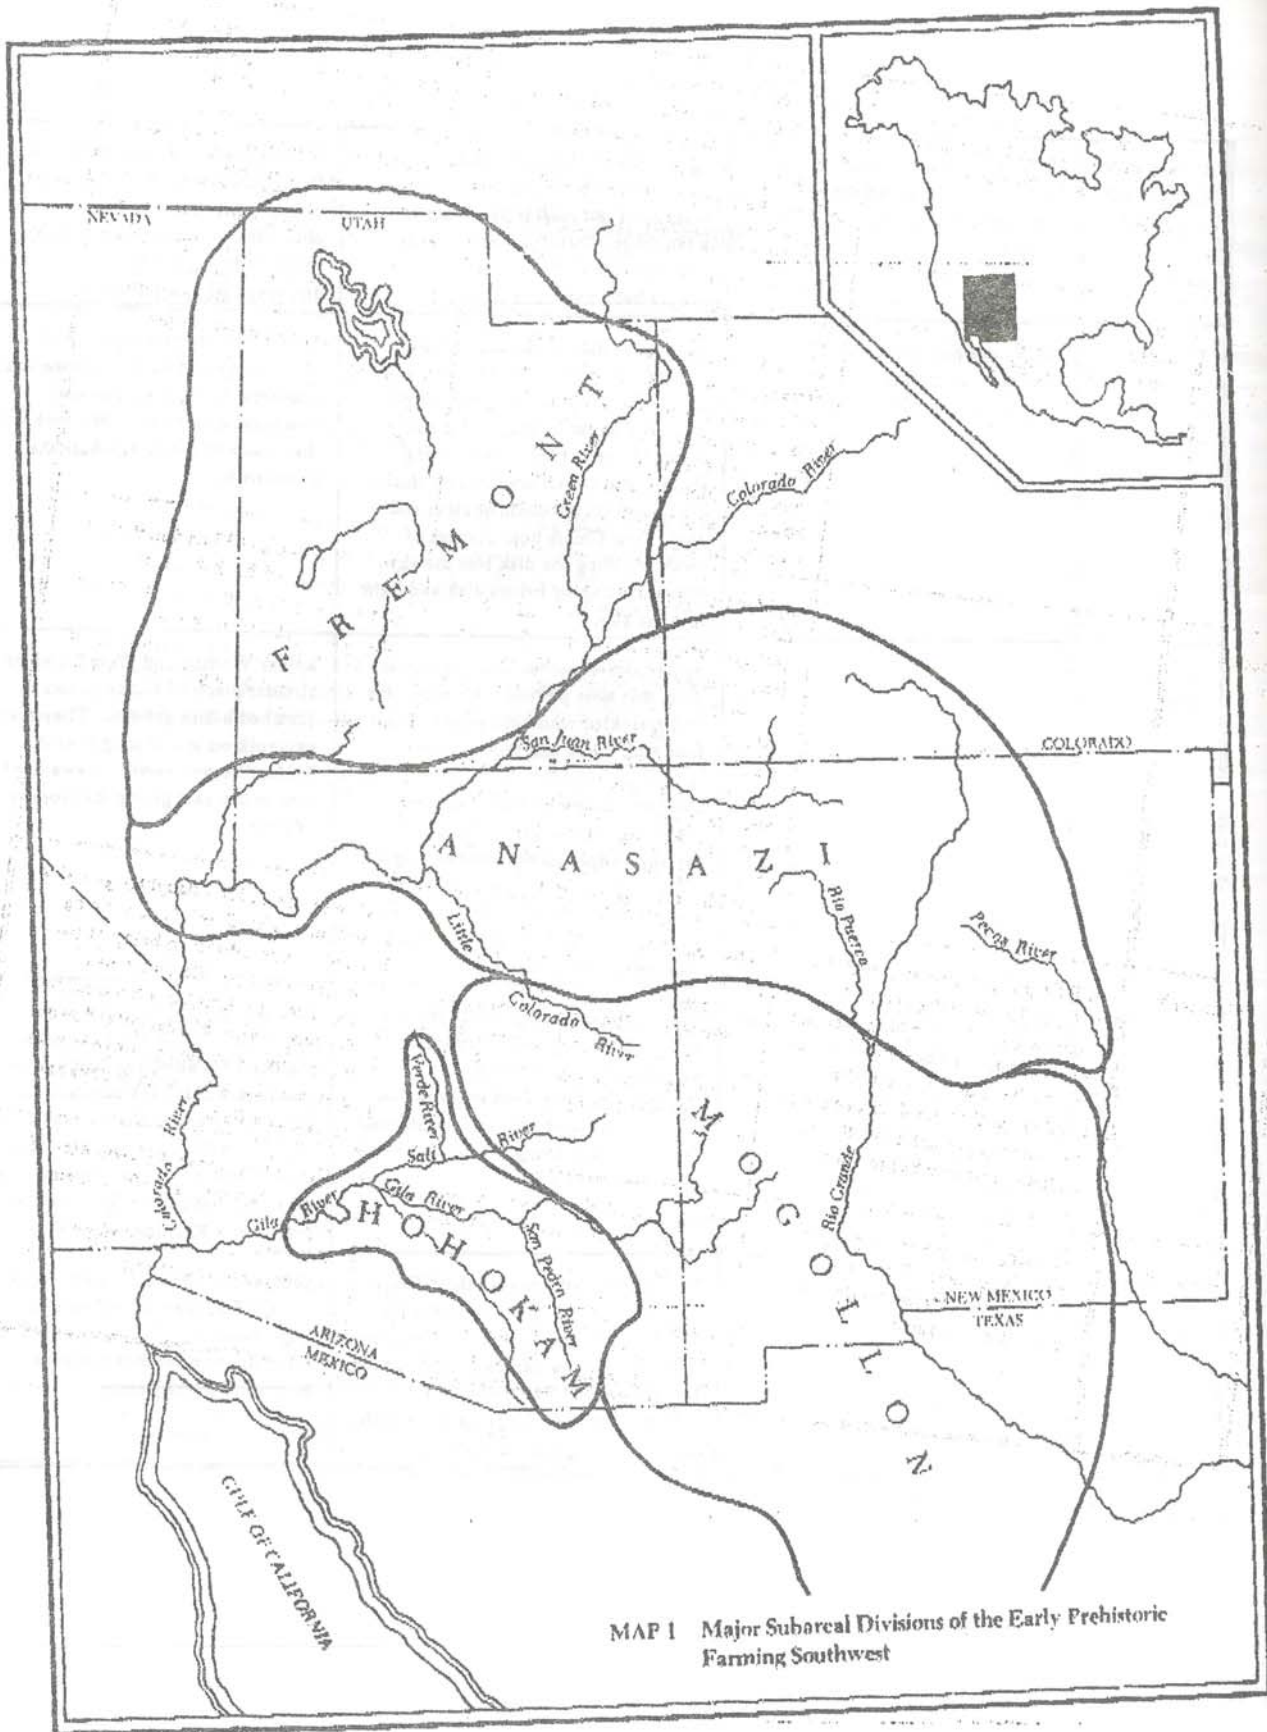 NEVADA
UTAH
FREMONT
Green River
Colorado River
San Juan River
COLORADO
ANASAZI
Rio Puerco
Pecos River
Little
Colorado
River
Verde River
Salt
River
Colorado River
Gila River
Gila River
HOHOKAM
San Pedro River
MOGOLLON
Rio Grande
NEW MEXICO
TEXAS
ARIZONA
MEXICO
GULF OF CALIFORNIA
MAP 1 Major Subareal Divisions of the Early Prehistoric
Farming Southwest